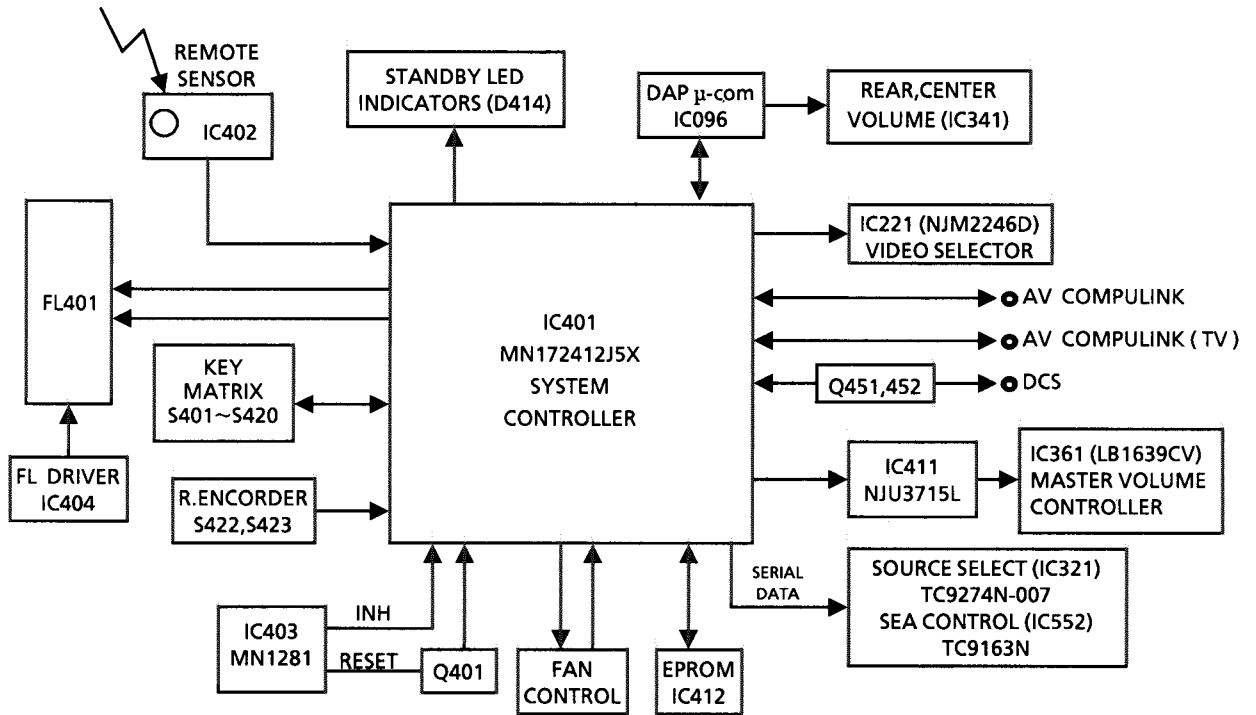 REMOTE
SENSOR
IC402
STANDBY LED
INDICATORS (D414)
DAP μ-com
IC096
REAR,CENTER
VOLUME (IC341)
FL401
IC401
MN172412J5X
SYSTEM
CONTROLLER
IC221 (NJM2246D)
VIDEO SELECTOR
AV COMPULINK
AV COMPULINK ( TV )
Q451,452
DCS
KEY
MATRIX
S401~S420
FL DRIVER
IC404
R.ENCORDER
S422,S423
IC411
NJU3715L
IC361 (LB1639CV)
MASTER VOLUME
CONTROLLER
IC403
MN1281
INH
RESET
Q401
FAN
CONTROL
EPROM
IC412
SERIAL
DATA
SOURCE SELECT (IC321)
TC9274N-007
SEA CONTROL (IC552)
TC9163N